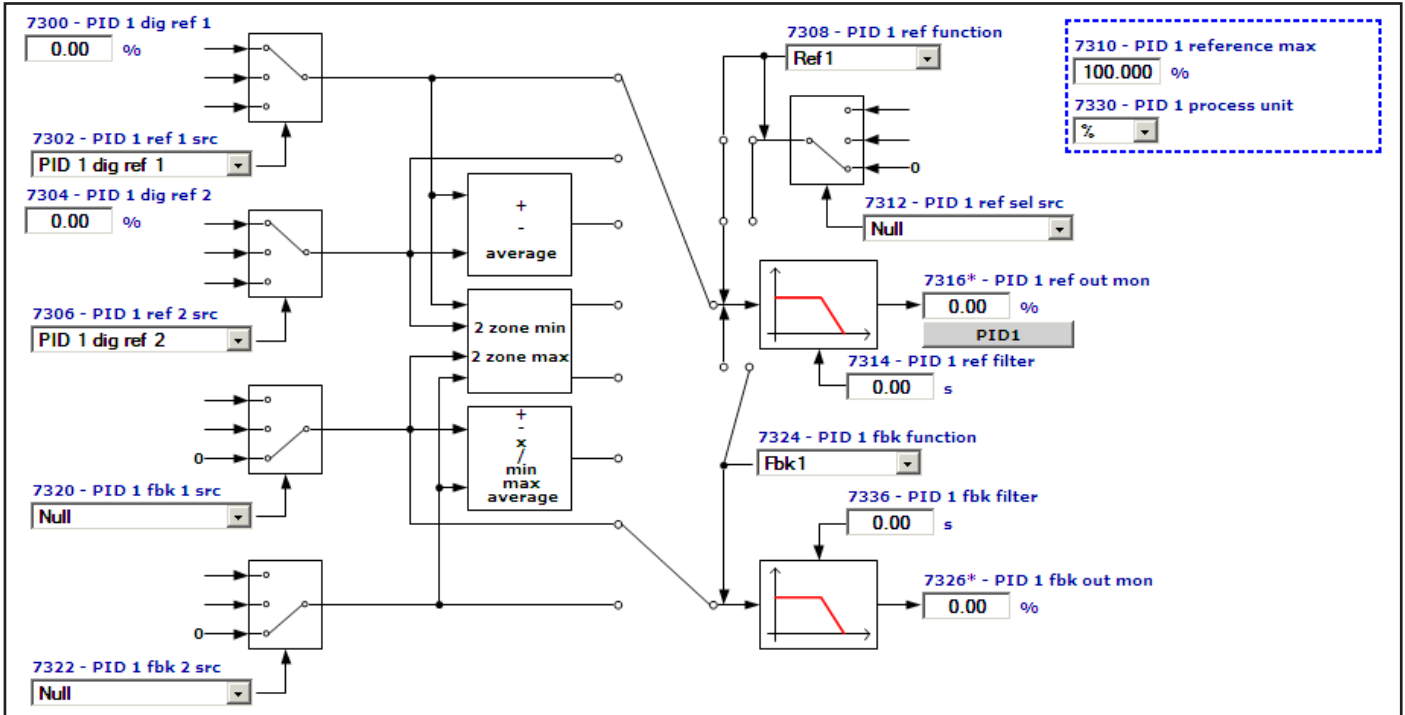 7300 - PID 1 dig ref 1
0.00 %
7302 - PID 1 ref 1 src
PID 1 dig ref 1
7304 - PID 1 dig ref 2
0.00 %
7306 - PID 1 ref 2 src
PID 1 dig ref 2
0
7320 - PID 1 fbk 1 src
Null
0
7322 - PID 1 fbk 2 src
Null
+
-
average
2 zone min
2 zone max
+
-
x
/
min
max
average
7308 - PID 1 ref function
Ref1
0
7312 - PID 1 ref sel src
Null
7316* - PID 1 ref out mon
0.00 %
PID1
7314 - PID 1 ref filter
0.00 s
7324 - PID 1 fbk function
Fbk1
7336 - PID 1 fbk filter
0.00 s
7326* - PID 1 fbk out mon
0.00 %
7310 - PID 1 reference max
100.000 %
7330 - PID 1 process unit
%